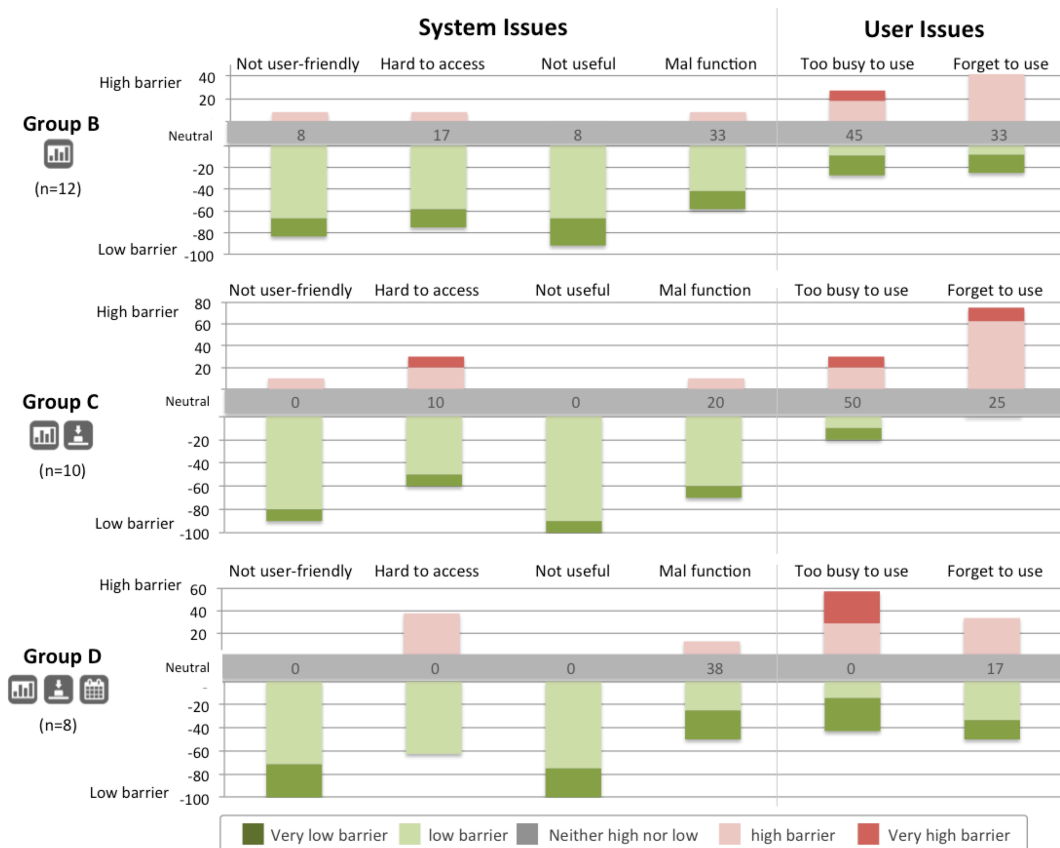 System Issues User Issues
Not user-friendly Hard to access Not useful Mal function Too busy to use Forget to use
High barrier 40
20
Group B
Neutral 8 17 8 33 45 33
(n=12)
-20
-40
-60
-80
Low barrier -100
Not user-friendly Hard to access Not useful Mal function Too busy to use Forget to use
High barrier 80
60
40
20
Group C
Neutral 0 10 0 20 50 25
(n=10)
-20
-40
-60
-80
Low barrier -100
Not user-friendly Hard to access Not useful Mal function Too busy to use Forget to use
High barrier 60
40
20
Group D
Neutral 0 0 0 38 0 17
-
(n=8)
-20
-40
-60
-80
Low barrier -100
Very low barrier low barrier Neither high nor low high barrier Very high barrier